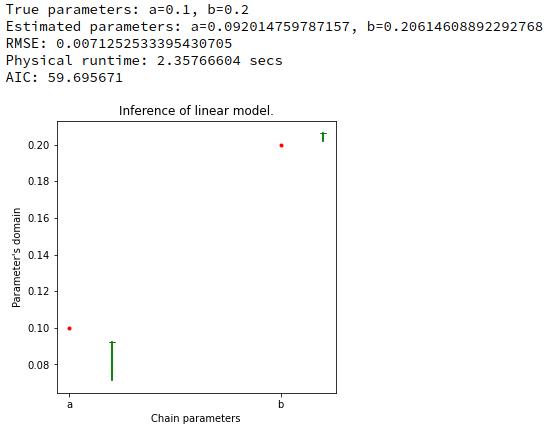 True parameters: a=0.1, b=0.2
Estimated parameters: a=0.092014759787157, b=0.20614608892292768
RMSE: 0.0071252533395430705
Physical runtime: 2.35766604 secs
AIC: 59.695671
Inference of linear model.
0.20
0.18
0.16
0.14
0.12
0.10
0.08
Parameter's domain
a b
Chain parameters